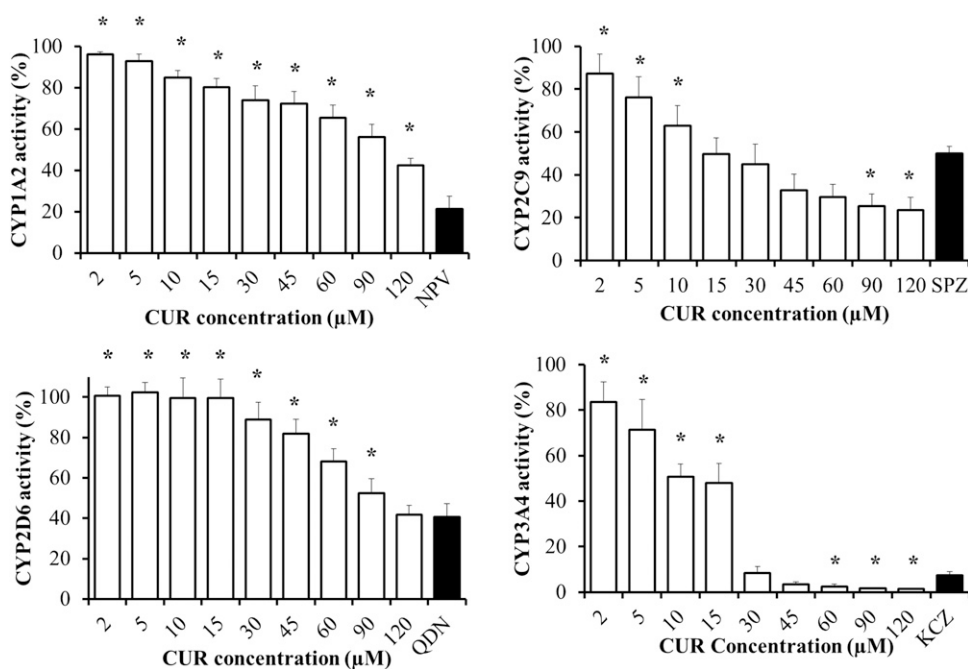 * * * * * * * * *
100
80
60
40
20
0
CYP1A2 activity (%)
2 5 10 15 30 45 60 90 120 NPV
CUR concentration (µM)
* * * * *
100
80
60
40
20
0
CYP2C9 activity (%)
2 5 10 15 30 45 60 90 120 SPZ
CUR concentration (µM)
* * * * * * * *
100
80
60
40
20
0
CYP2D6 activity (%)
2 5 10 15 30 45 60 90 120 QDN
CUR concentration (µM)
* * * * * * *
100
80
60
40
20
0
CYP3A4 activity (%)
2 5 10 15 30 45 60 90 120 KCZ
CUR Concentration (µM)